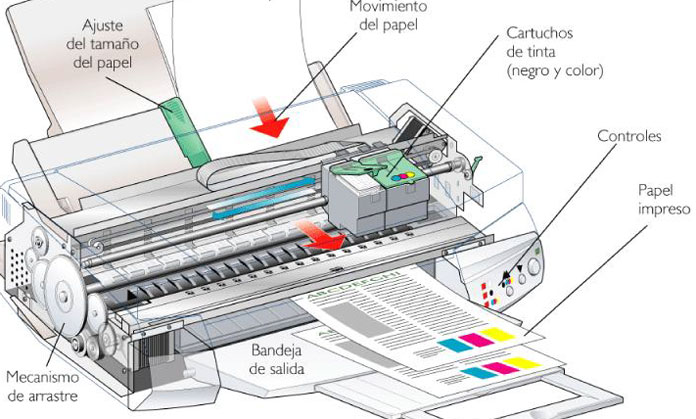 Ajuste
del tamaño
del papel
Movimiento
del papel
Cartuchos
de tinta
(negro y color)
Controles
Papel
impreso
ABCDEFGHI
Bandeja
de salida
Mecanismo
de arrastre